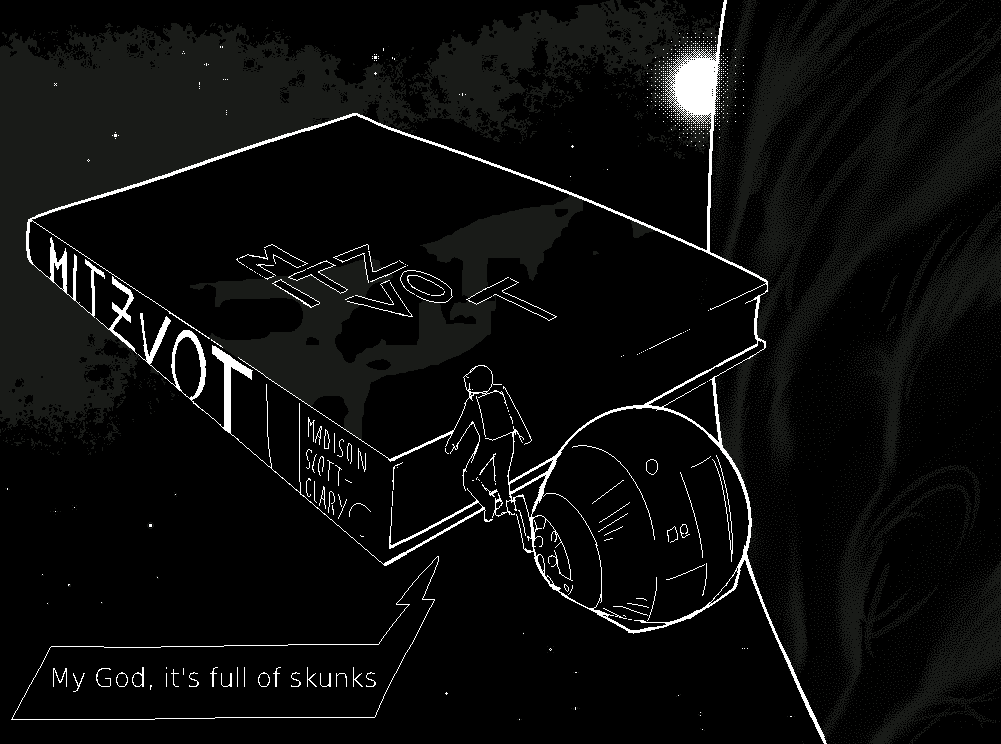 MITZVOT
MITZVOT
MADISON
SCOTT-
CLARY
My God, it's full of skunks